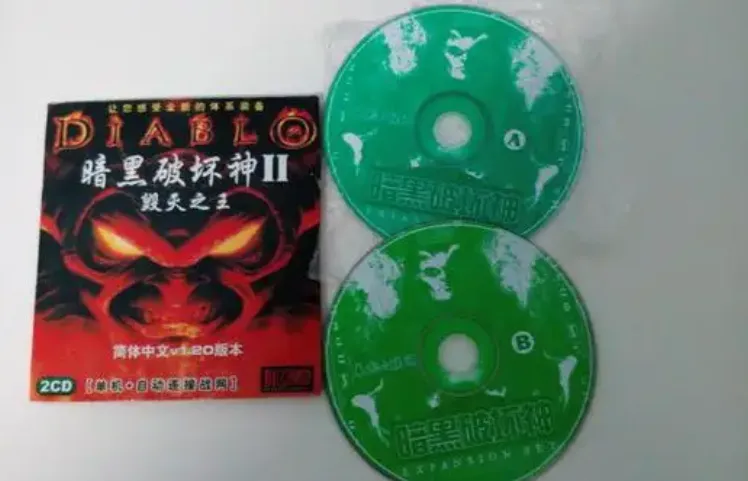 让您感受全新的体系装备
DIABLO
暗黑破坏神II
毁灭之王
简体中文v1.20版本
2CD
[单机·自动连接战网]
A
暗黑破坏神
B
暗黑破坏神
EXPANSION SET